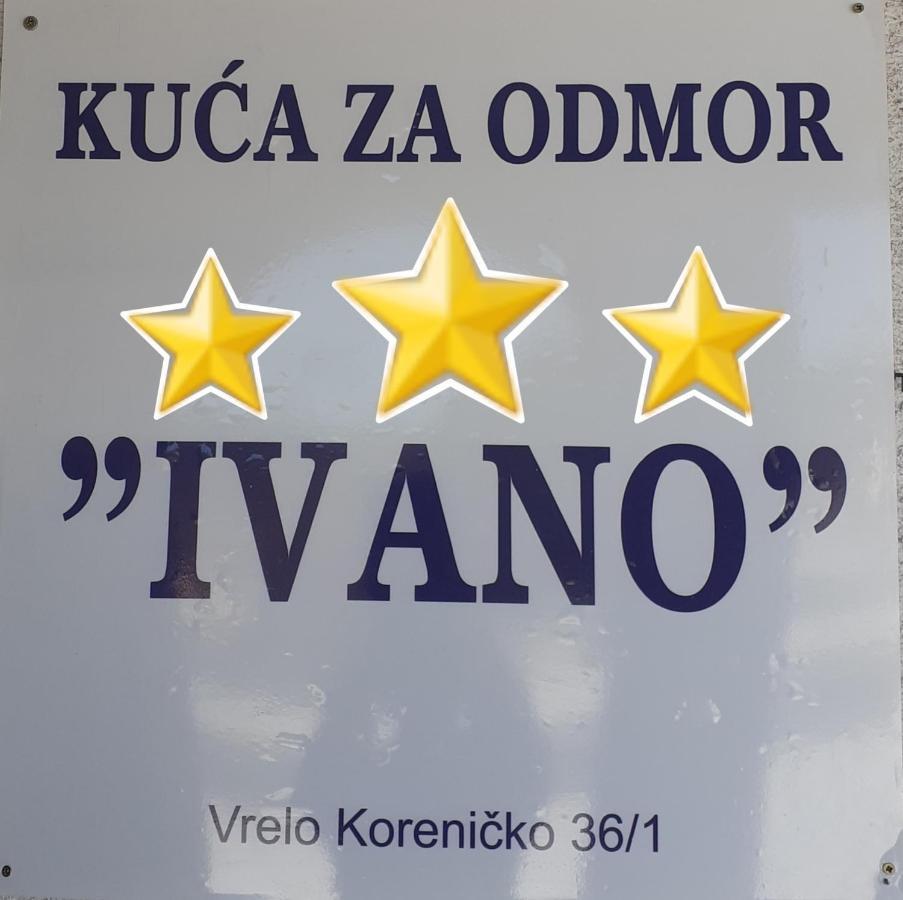 KUĆA ZA ODMOR
”IVANO”
Vrelo Koreničko 36/1